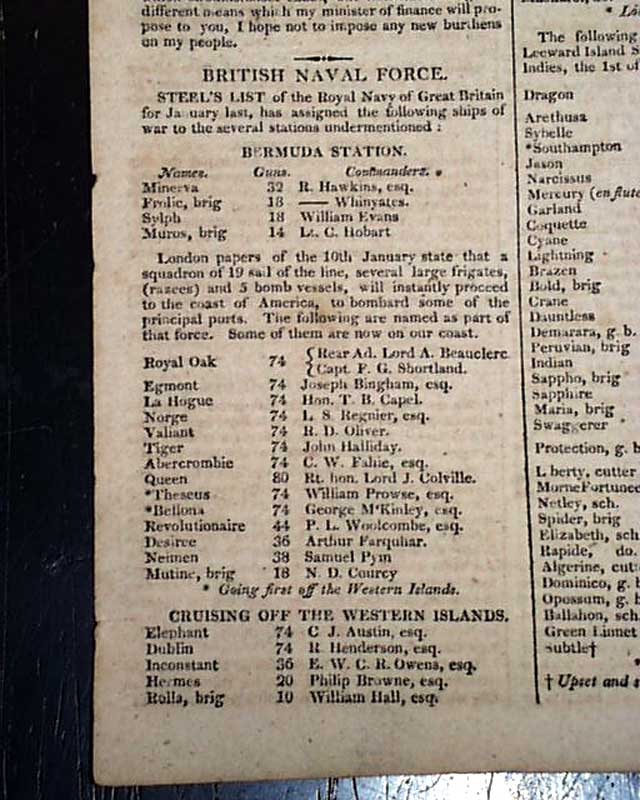 different means which my minister of finance will pro-
pose to you, I hope not to impose any new burthens
on my people.
BRITISH NAVAL FORCE.
STEEL'S LIST of the Royal Navy of Great Britain
for January last, has assigned the following ships of
war to the several stations undermentioned :
BERMUDA STATION.
Names. Guns. Commanders.
Minerva 32 R. Hawkins, esq.
Frolic, brig 18 —— Whinyates.
Sylph 18 William Evans
Muros, brig 14 Lt. C. Hobart
London papers of the 10th January state that a
squadron of 19 sail of the line, several large frigates,
(razees) and 5 bomb vessels, will instantly proceed
to the coast of America, to bombard some of the
principal ports. The following are named as part of
that force. Some of them are now on our coast.
Royal Oak 74 { Rear Ad. Lord A. Beauclerc
Capt. F. G. Shortland.
Egmont 74 Joseph Bingham, esq.
La Hogue 74 Hon. T. B. Capel.
Norge 74 L. S. Regnier, esq.
Valiant 74 R. D. Oliver.
Tiger 74 John Halliday.
Abercrombie 74 C. W. Fahie, esq.
Queen 80 Rt. hon. Lord J. Colville.
*Theseus 74 William Prowse, esq.
*Bellona 74 George M'Kinley, esq.
Revolutionaire 44 P. L. Woolcombe, esq.
Desiree 36 Arthur Farquhar.
Neimen 38 Samuel Pym
Mutine, brig 18 N. D. Courcy
* Going first off the Western Islands.
CRUISING OFF THE WESTERN ISLANDS.
Elephant 74 C J. Austin, esq.
Dublin 74 R. Henderson, esq.
Inconstant 36 E. W. C. R. Owens, esq.
Hermes 20 Philip Browne, esq.
Rolla, brig 10 William Hall, esq.
The following
Leeward Island S
Indies, the 1st of
Dragon
Arethusa
Sybelle
*Southampton
Jason
Narcissus
Mercury (en flute
Garland
Coquette
Cyane
Lightning
Brazen
Bold, brig
Crane
Dauntless
Demarara, g. b.
Peruvian, brig
Indian
Sappho, brig
Sapphire
Maria, brig
Swaggerer
Protection, g. b
L berty, cutter
MorneFortunee
Netley, sch.
Spider, brig
Elizabeth, sch
Rapide, do.
Algerine, cut
Dominico, g. b
Opossum, g. b
Ballahon, sch.
Green Linnet
subtle†
† Upset and s